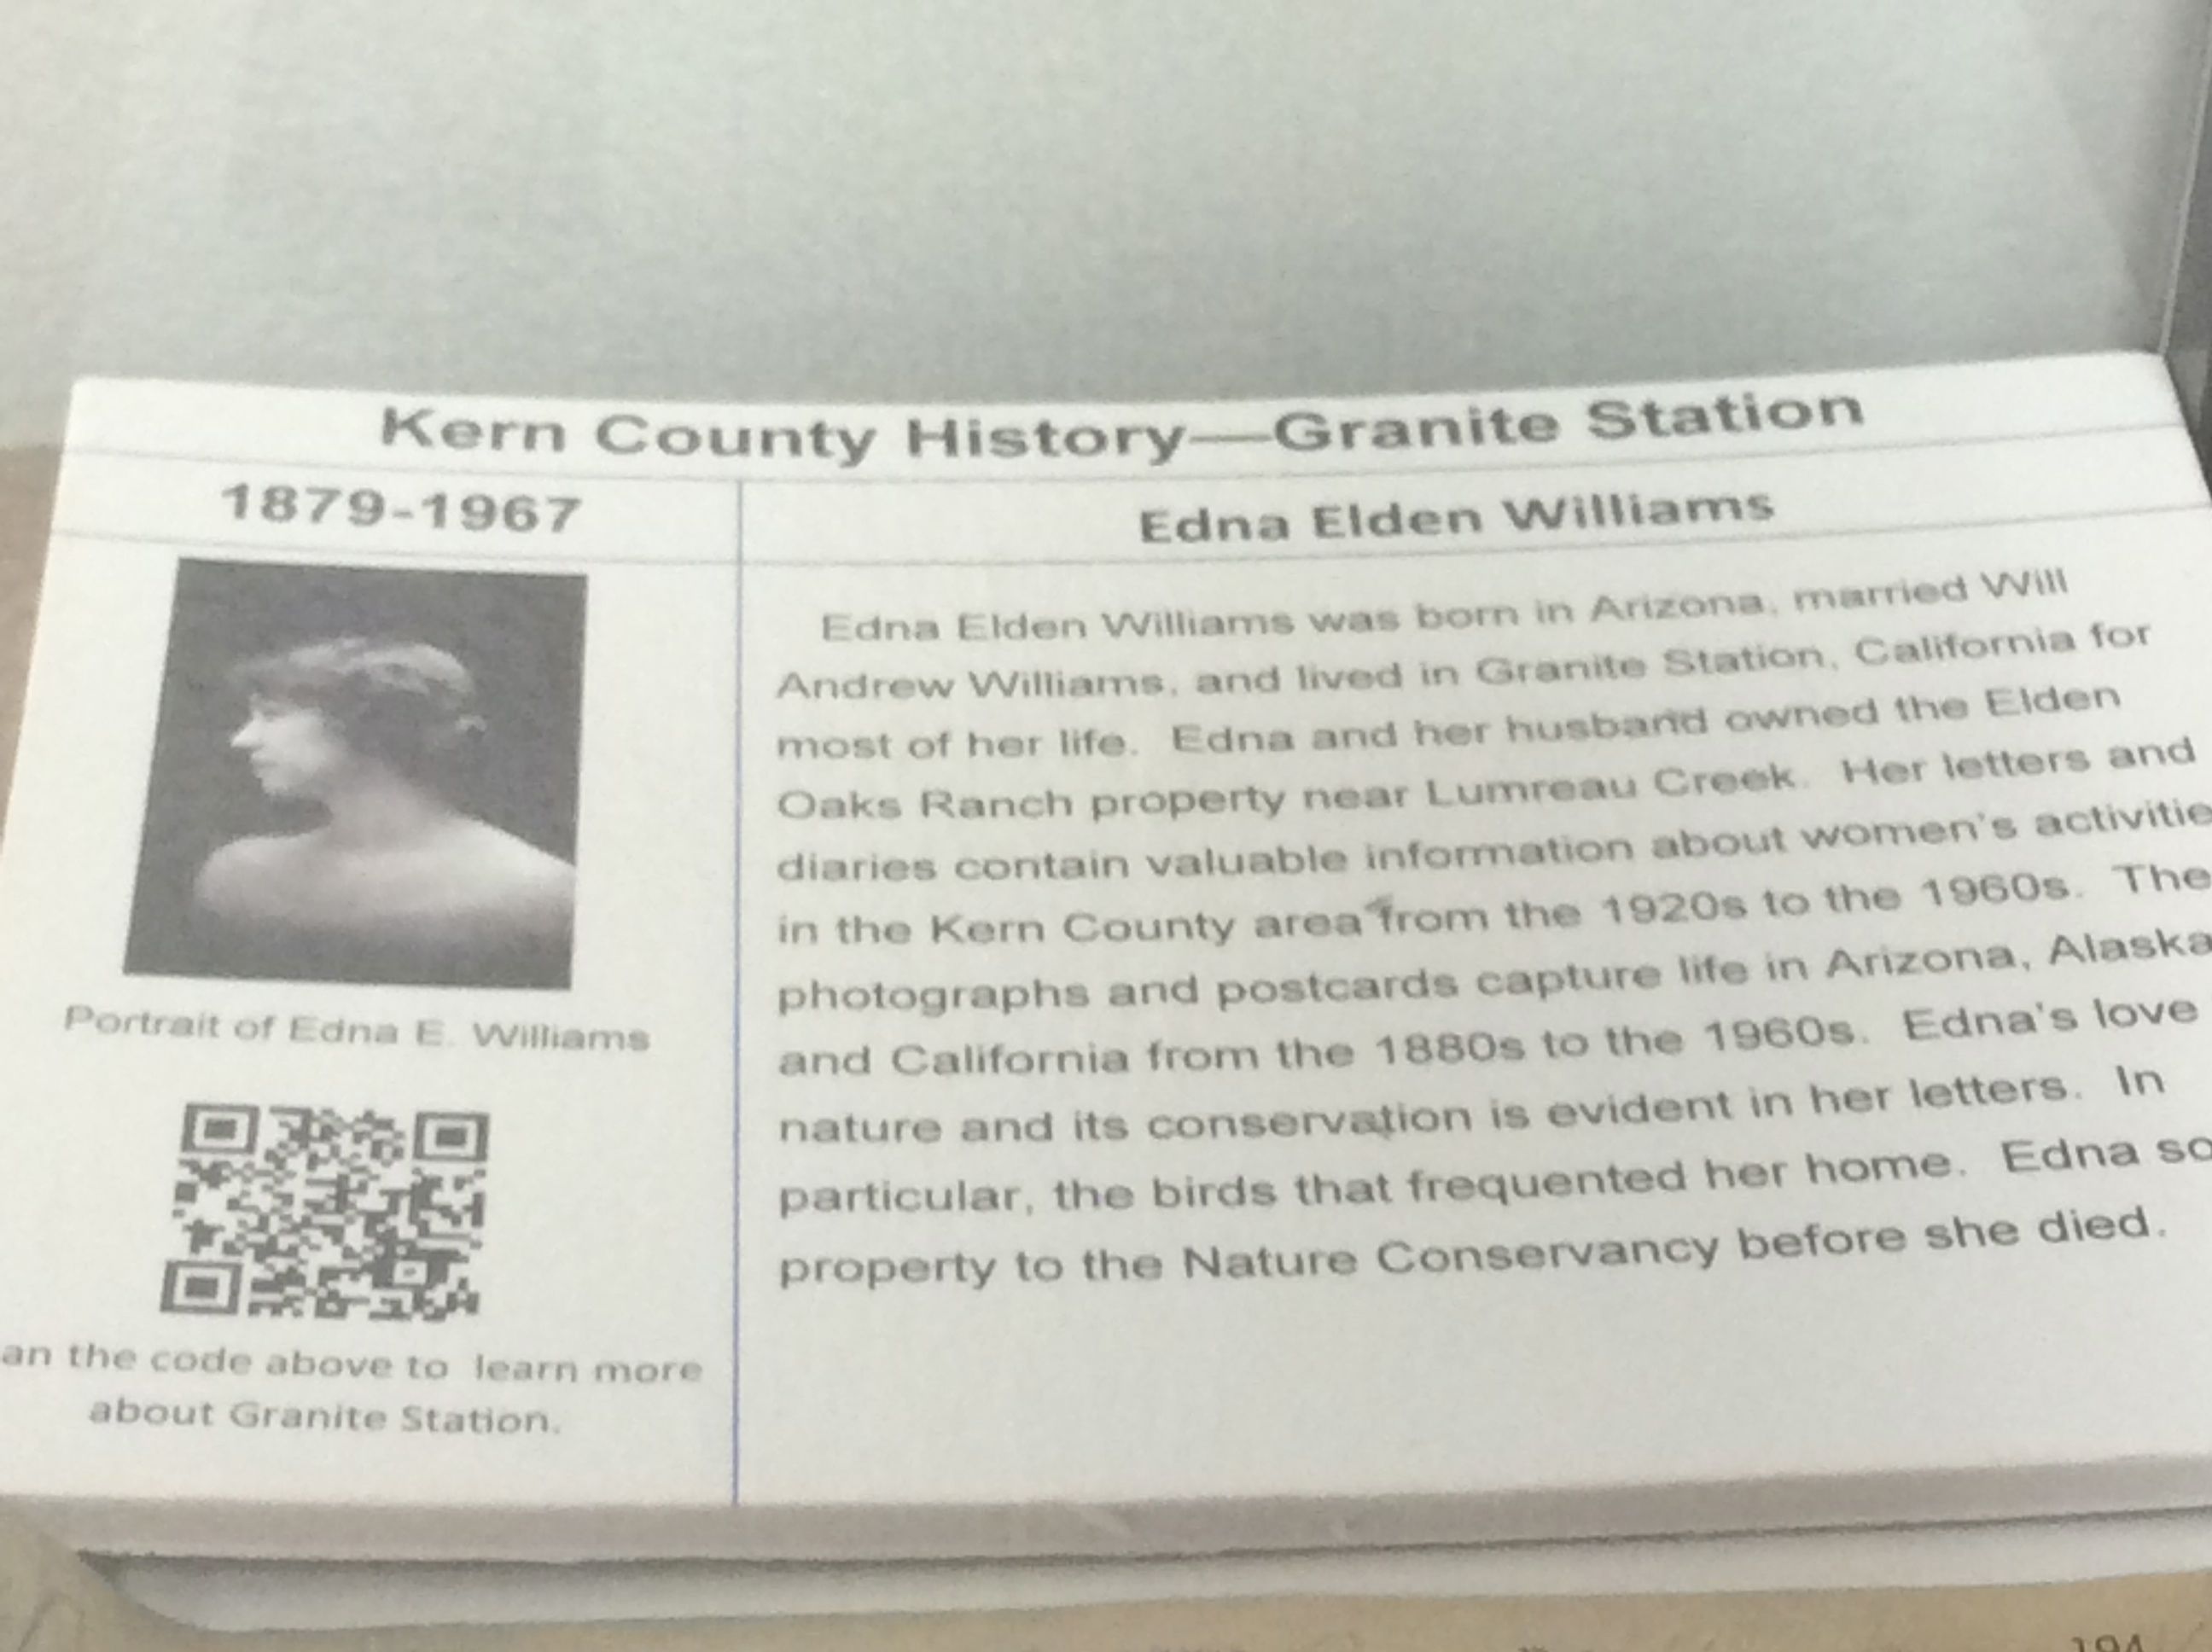 Kern County History—Granite Station
1879-1967
Portrait of Edna E. Williams
an the code above to learn more
about Granite Station.
Edna Elden Williams
Edna Elden Williams was born in Arizona, married Will
Andrew Williams, and lived in Granite Station, California for
most of her life. Edna and her husband owned the Elden
Oaks Ranch property near Lumreau Creek. Her letters and
diaries contain valuable information about women's activitie
in the Kern County area from the 1920s to the 1960s. The
photographs and postcards capture life in Arizona, Alaska
and California from the 1880s to the 1960s. Edna's love
nature and its conservation is evident in her letters. In
particular, the birds that frequented her home. Edna so
property to the Nature Conservancy before she died.